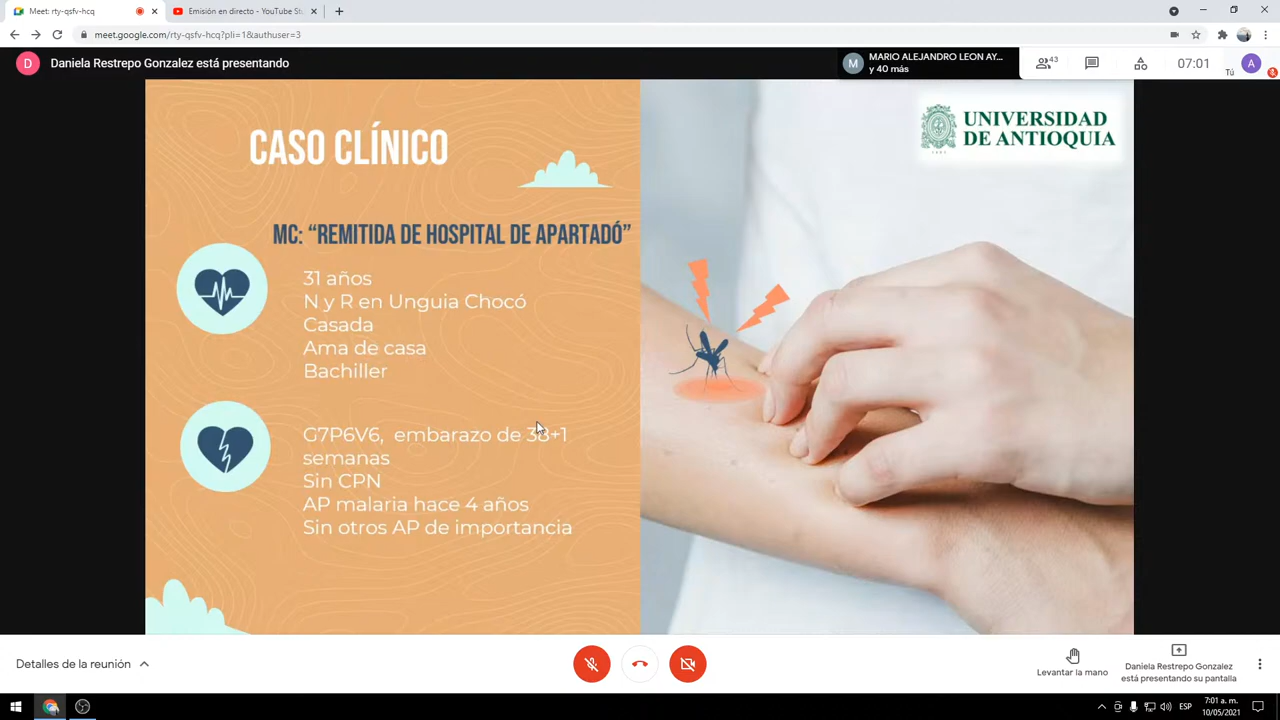 Meet: rty-qsfv-hcq
Emisión en directo - YouTube St
meet.google.com/rty-qsfv-hcq?pli=1&authuser=3
D
Daniela Restrepo Gonzalez está presentando
M
MARIO ALEJANDRO LEON AY...
y 40 más
43
07:01
Tú
A
CASO CLÍNICO
UNIVERSIDAD
DE ANTIOQUIA
MC: “REMITIDA DE HOSPITAL DE APARTADÓ”
31 años
N y R en Unguia Chocó
Casada
Ama de casa
Bachiller
G7P6V6, embarazo de 38+1
semanas
Sin CPN
AP malaria hace 4 años
Sin otros AP de importancia
Detalles de la reunión
Levantar la mano
Daniela Restrepo Gonzalez
está presentando su pantalla
ESP
7:01 a. m.
10/05/2021